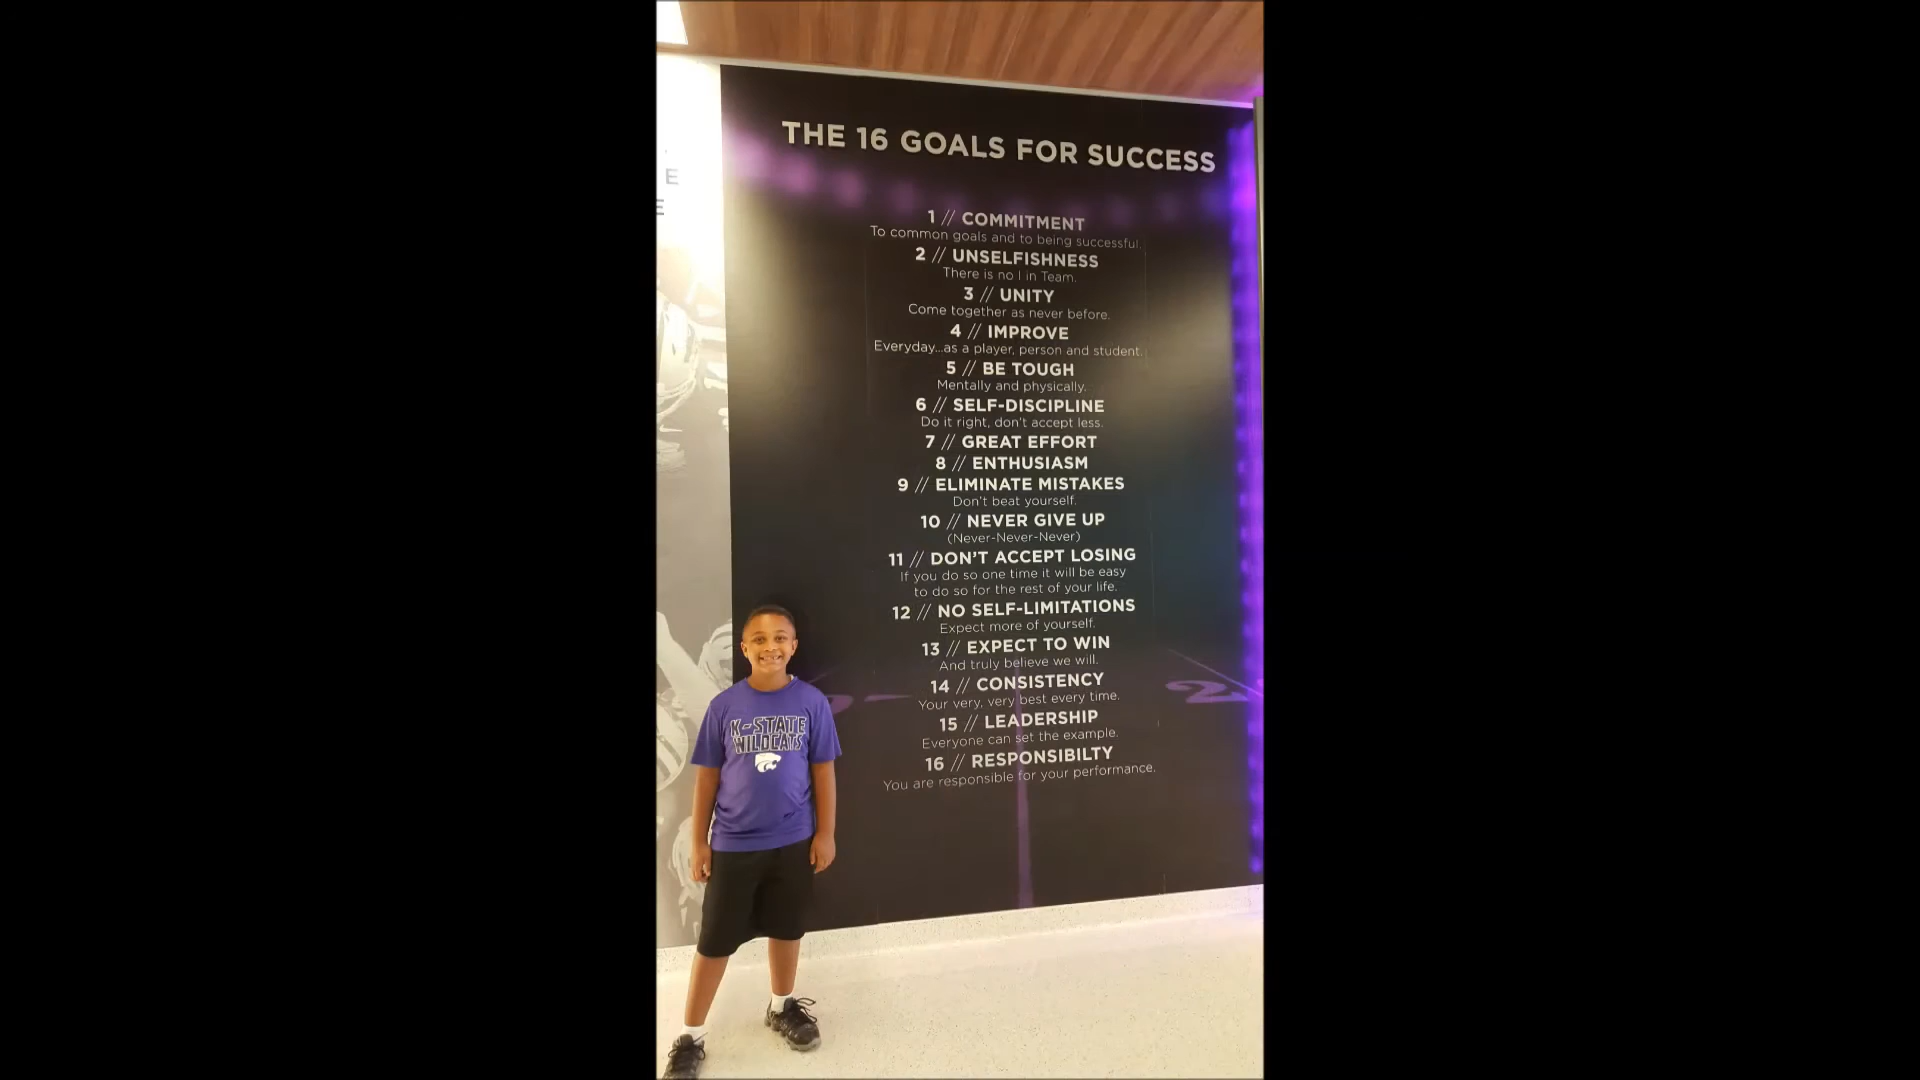 E
E
THE 16 GOALS FOR SUCCESS
1 // COMMITMENT
To common goals and to being successful.
2 // UNSELFISHNESS
There is no I in Team.
3 // UNITY
Come together as never before.
4 // IMPROVE
Everyday...as a player, person and student.
5 // BE TOUGH
Mentally and physically.
6 // SELF-DISCIPLINE
Do it right, don't accept less.
7 // GREAT EFFORT
8 // ENTHUSIASM
9 // ELIMINATE MISTAKES
Don't beat yourself.
10 // NEVER GIVE UP
(Never-Never-Never)
11 // DON'T ACCEPT LOSING
If you do so one time it will be easy
to do so for the rest of your life.
12 // NO SELF-LIMITATIONS
Expect more of yourself.
13 // EXPECT TO WIN
And truly believe we will.
14 // CONSISTENCY
Your very, very best every time.
15 // LEADERSHIP
Everyone can set the example.
16 // RESPONSIBILTY
You are responsible for your performance.
K-STATE
WILDCATS